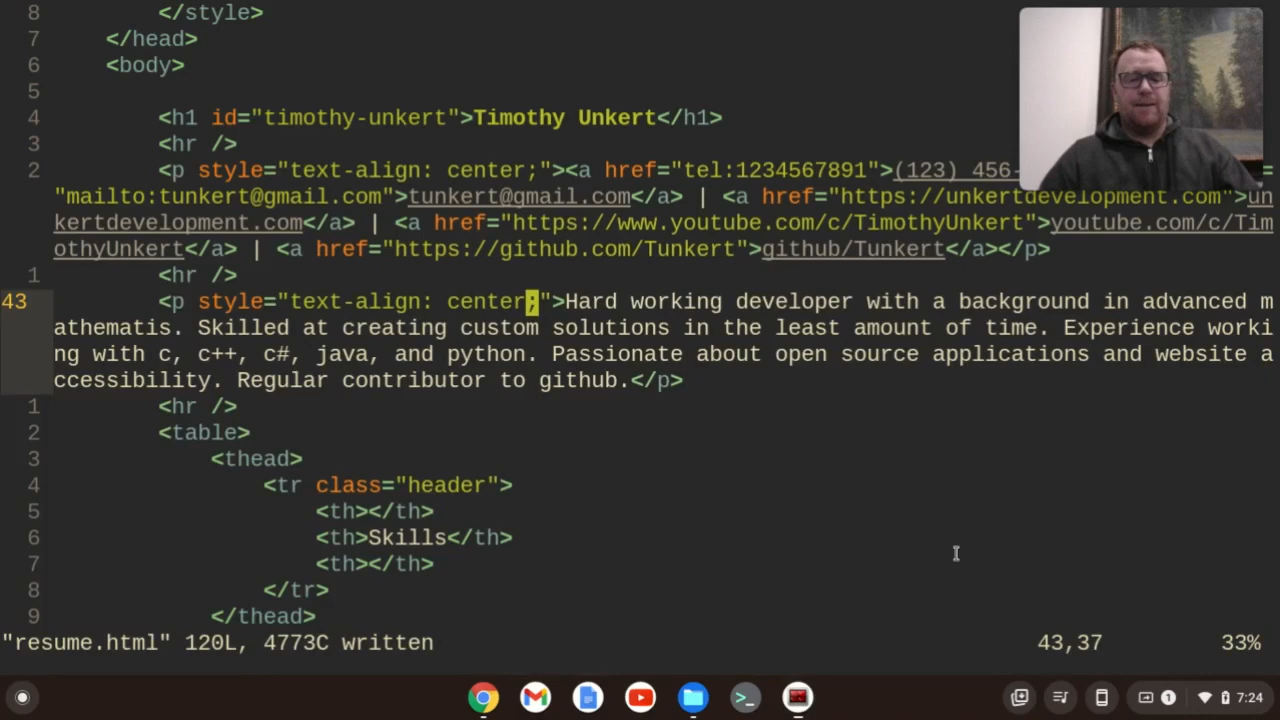 8 </style>
7 </head>
6 <body>
5
4 <h1 id="timothy-unkert">Timothy Unkert</h1>
3 <hr />
2 <p style="text-align: center;"><a href="tel:1234567891">(123) 456- =
"mailto:tunkert@gmail.com">tunkert@gmail.com</a> | <a href="https://unkertdevelopment.com">un
kertdevelopment.com</a> | <a href="https://www.youtube.com/c/TimothyUnkert">youtube.com/c/Tim
othyUnkert</a> | <a href="https://github.com/Tunkert">github/Tunkert</a></p>
1 <hr />
43 <p style="text-align: center;">Hard working developer with a background in advanced m
athematis. Skilled at creating custom solutions in the least amount of time. Experience worki
ng with c, c++, c#, java, and python. Passionate about open source applications and website a
ccessibility. Regular contributor to github.</p>
1 <hr />
2 <table>
3 <thead>
4 <tr class="header">
5 <th></th>
6 <th>Skills</th>
7 <th></th>
8 </tr>
9 </thead>
"resume.html" 120L, 4773C written 43,37 33%
1 7:24